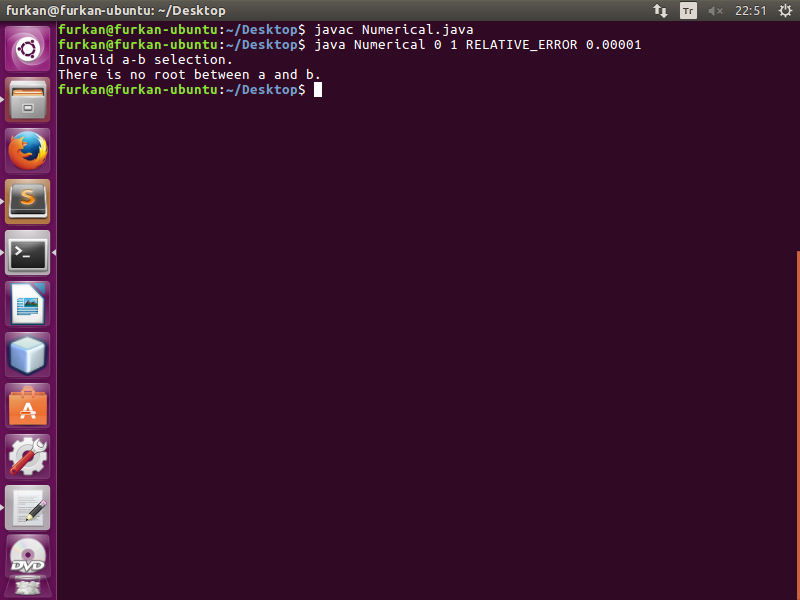 furkan@furkan-ubuntu: ~/Desktop Tr 22:51
furkan@furkan-ubuntu:~/Desktop$ javac Numerical.java
furkan@furkan-ubuntu:~/Desktop$ java Numerical 0 1 RELATIVE_ERROR 0.00001
Invalid a-b selection.
There is no root between a and b.
furkan@furkan-ubuntu:~/Desktop$
S
>_
A
DVD